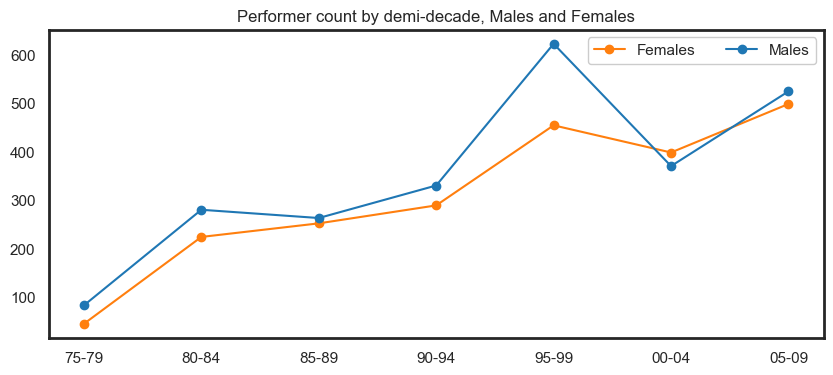 Performer count by demi-decade, Males and Females
Females Males
600
500
400
300
200
100
75-79 80-84 85-89 90-94 95-99 00-04 05-09